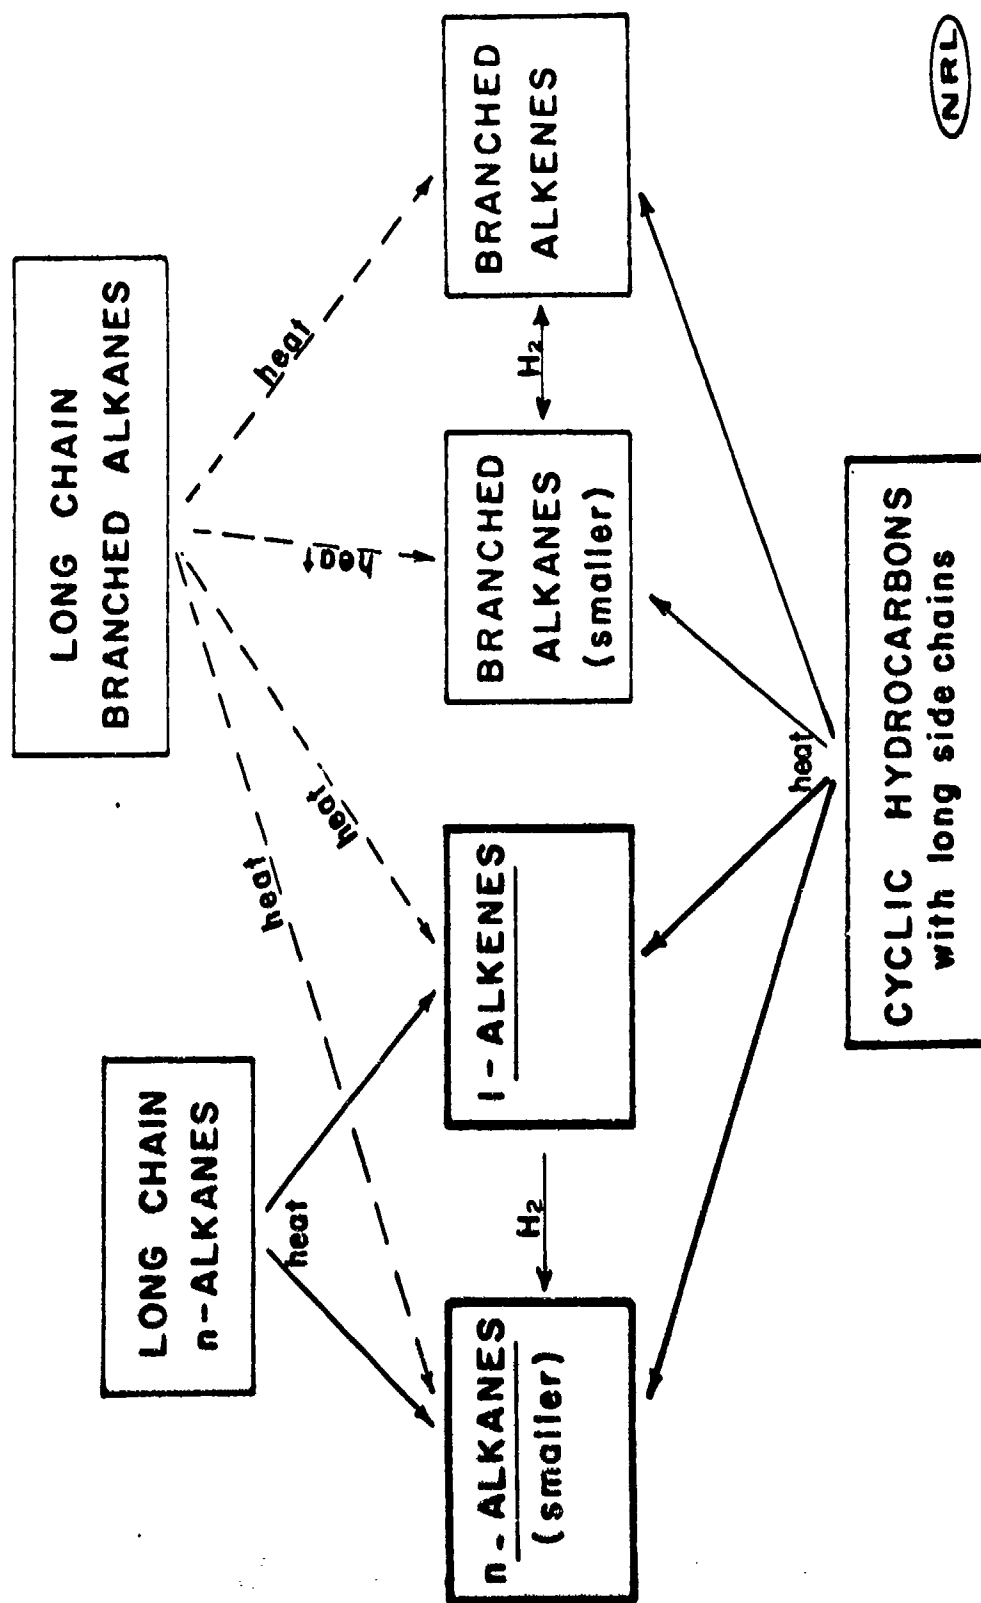 LONG CHAIN
BRANCHED ALKANES
LONG CHAIN
n-ALKANES
heat
heat
heat
heat
heat
n-ALKANES
(smaller)
H2
1-ALKENES
BRANCHED
ALKANES
(smaller)
H2
BRANCHED
ALKENES
heat
CYCLIC HYDROCARBONS
with long side chains
NRL